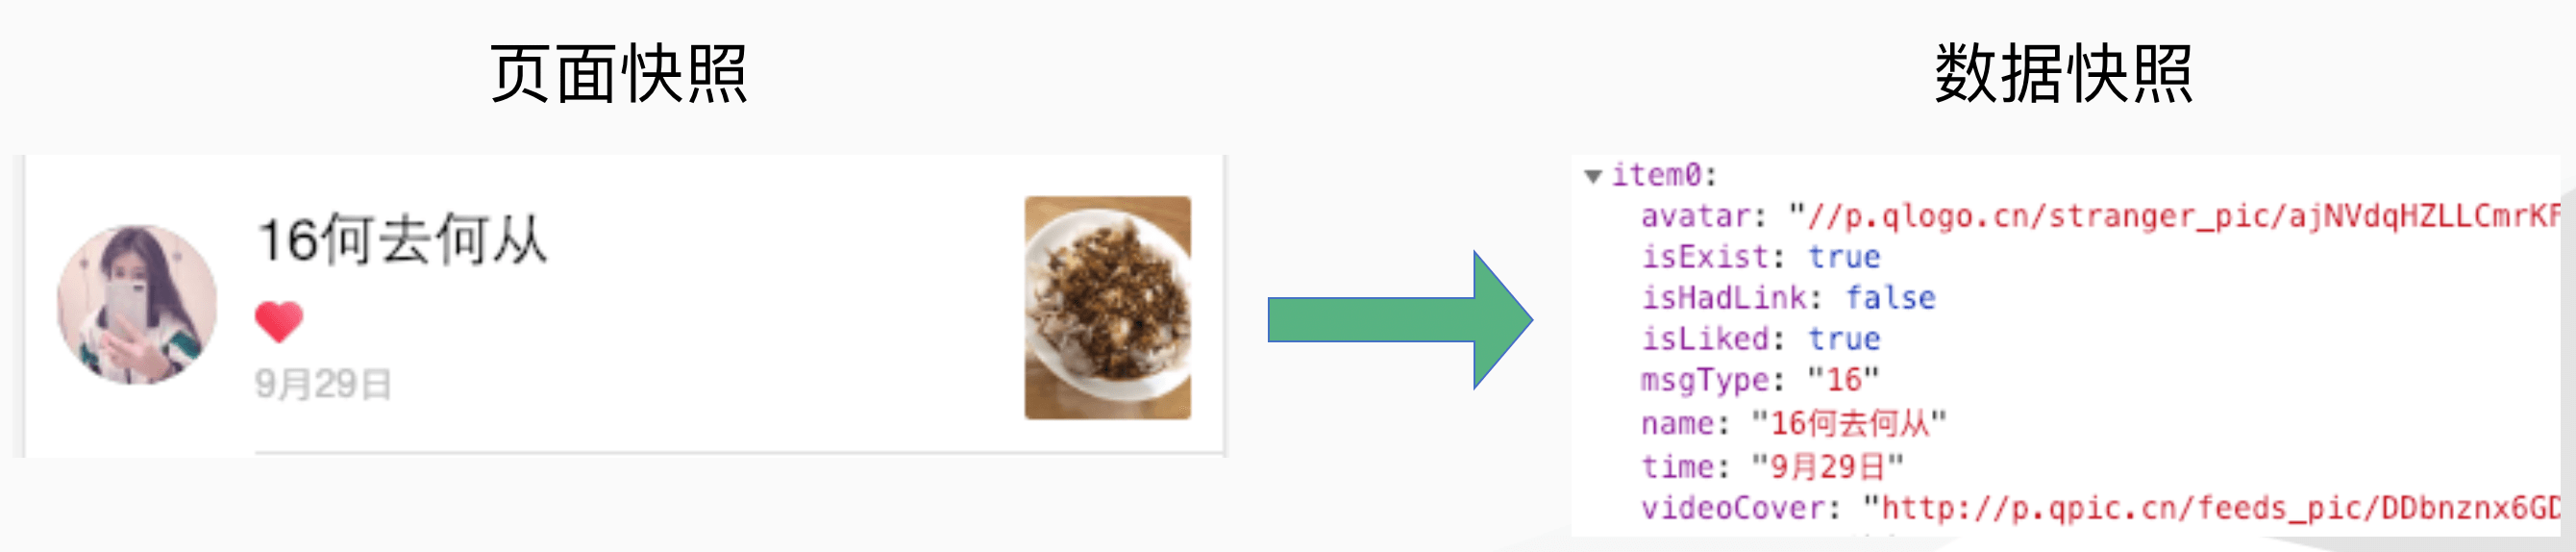 页面快照
数据快照
16何去何从
9月29日
item0:
avatar: "//p.qlogo.cn/stranger_pic/ajNVdqHZLLCmrKF
isExist: true
isHadLink: false
isLiked: true
msgType: "16"
name: "16何去何从"
time: "9月29日"
videoCover: "http://p.qpic.cn/feeds_pic/DDbnznx6GD